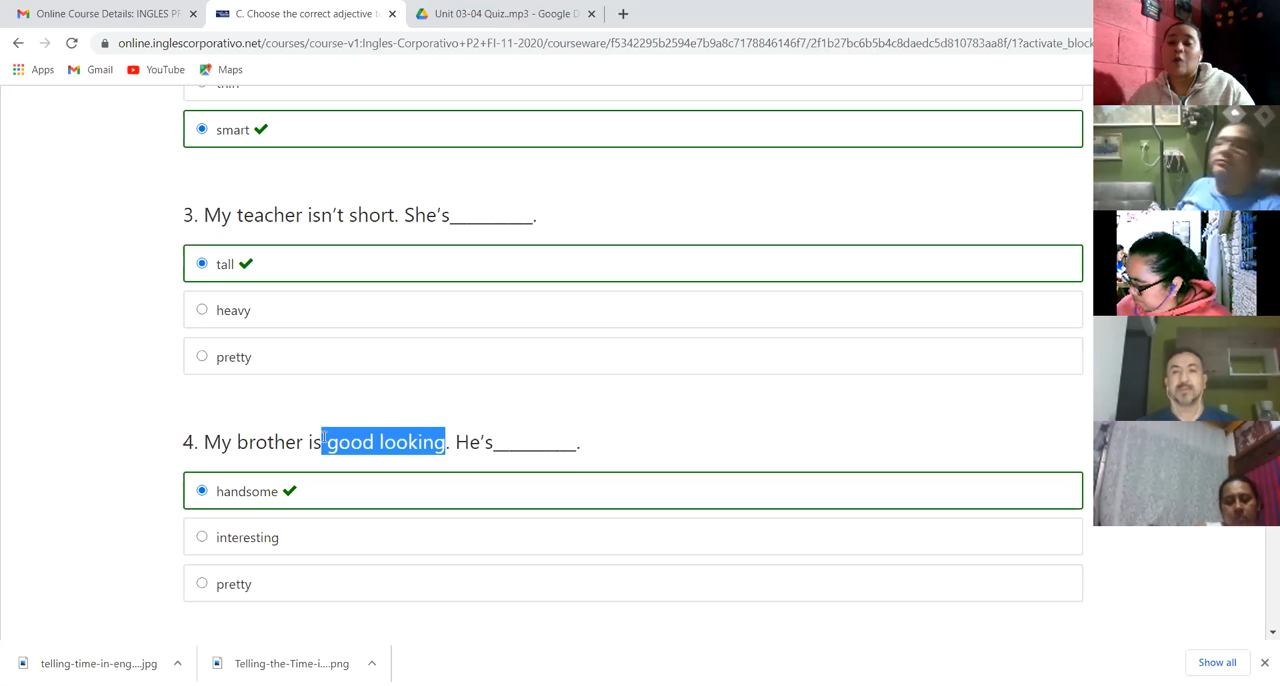 Online Course Details: INGLES PR
C. Choose the correct adjective t
Unit 03-04 Quiz..mp3 - Google D
online.inglescorporativo.net/courses/course-v1:Ingles-Corporativo+P2+FI-11-2020/courseware/f5342295b2594e7b9a8c7178846146f7/2f1b27bc6b5b4c8daedc5d810783aa8f/1?activate_block
Apps
Gmail
YouTube
Maps
thin
smart
3. My teacher isn't short. She's_________.
tall
heavy
pretty
4. My brother is good looking. He's_________.
handsome
interesting
pretty
telling-time-in-eng....jpg
Telling-the-Time-i....png
Show all